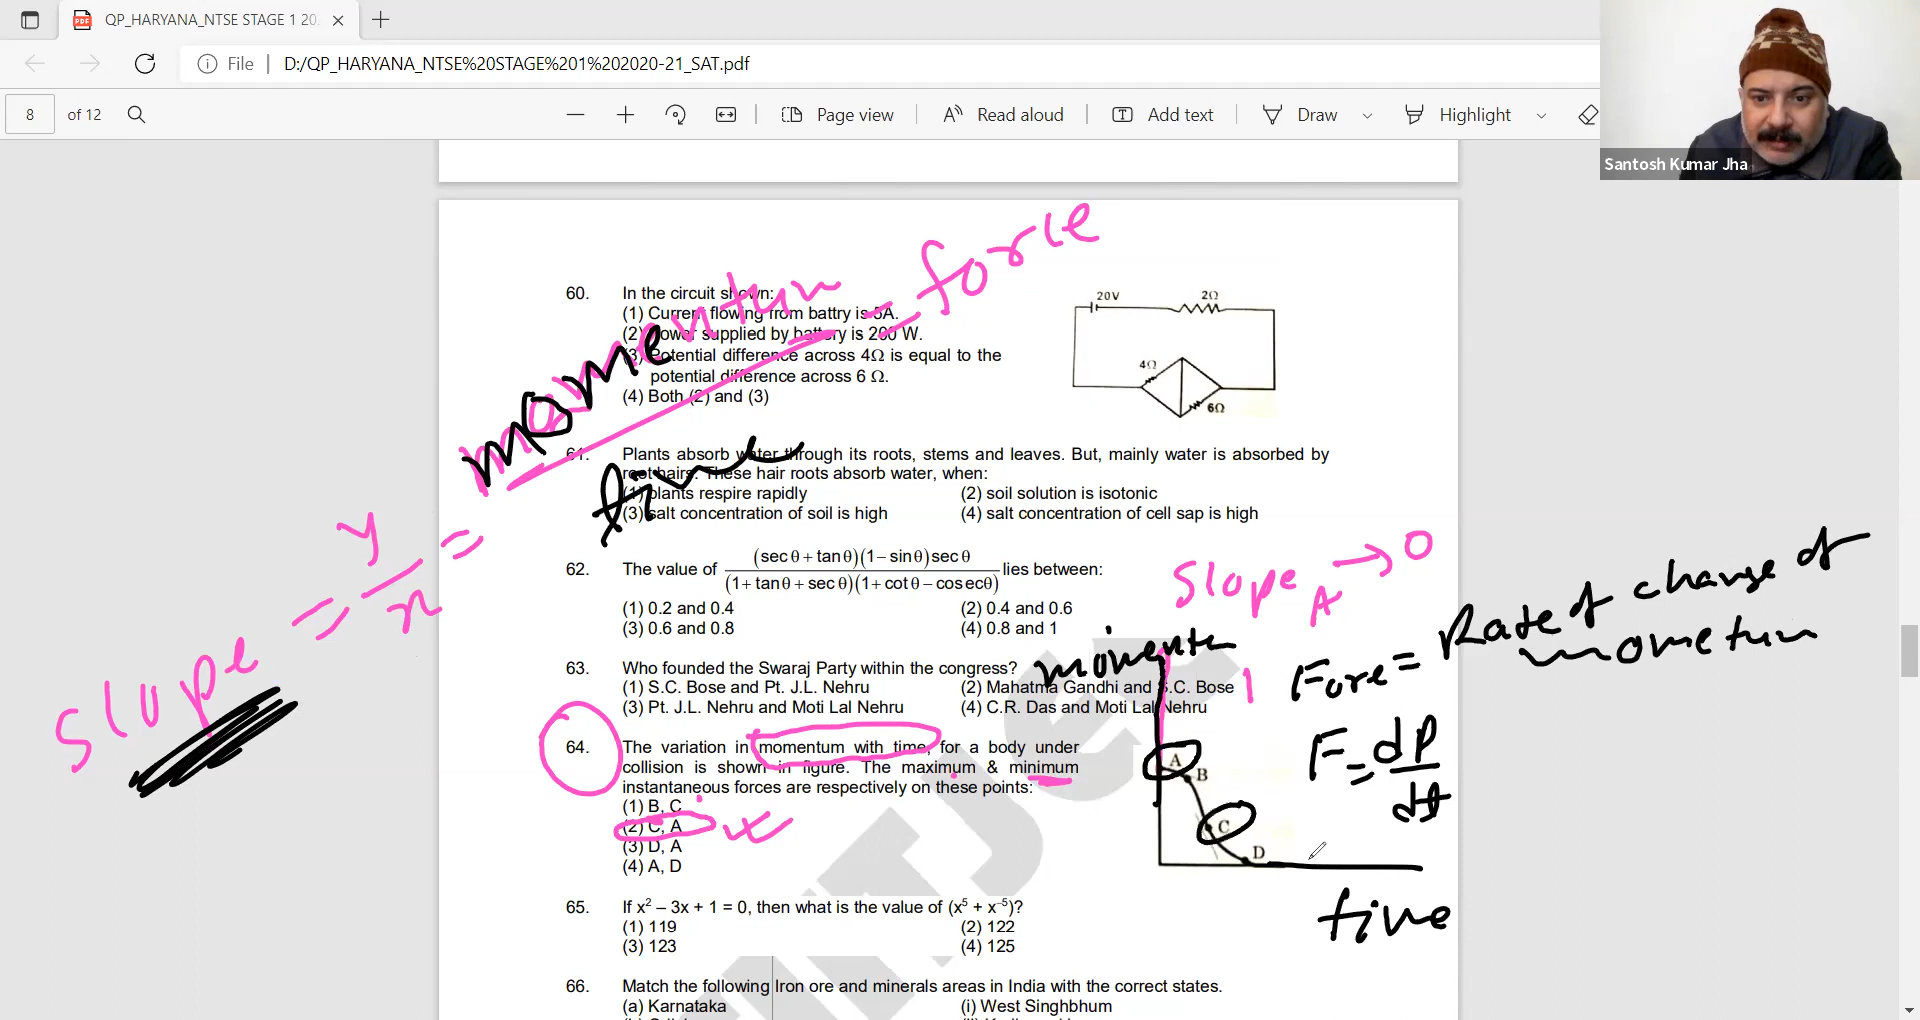 QP_HARYANA_NTSE STAGE 1 20
File | D:/QP_HARYANA_NTSE%20STAGE%201%202020-21_SAT.pdf
8 of 12 Page view Read aloud Add text Draw Highlight
Santosh Kumar Jha
momentum = force
time
slope = y/x =
60. In the circuit shown:
(1) Current flowing from battry is 5A.
(2) Power supplied by battery is 200 W.
(3) Potential difference across 4Ω is equal to the
potential difference across 6 Ω.
(4) Both (2) and (3)
20V 2Ω
4Ω
6Ω
61. Plants absorb water through its roots, stems and leaves. But, mainly water is absorbed by
root hairs. These hair roots absorb water, when:
(1) plants respire rapidly (2) soil solution is isotonic
(3) salt concentration of soil is high (4) salt concentration of cell sap is high
62. The value of (sec θ + tan θ)(1 − sin θ) sec θ / (1 + tan θ + sec θ)(1 + cot θ − cos ecθ) lies between:
(1) 0.2 and 0.4 (2) 0.4 and 0.6
(3) 0.6 and 0.8 (4) 0.8 and 1
slope A → 0
63. Who founded the Swaraj Party within the congress?
(1) S.C. Bose and Pt. J.L. Nehru (2) Mahatma Gandhi and S.C. Bose
(3) Pt. J.L. Nehru and Moti Lal Nehru (4) C.R. Das and Moti Lal Nehru
Fore = Rate of change of
mometum
F = dP/dt
64. The variation in momentum with time, for a body under
collision is shown in figure. The maximum & minimum
instantaneous forces are respectively on these points:
(1) B, C
(2) C, A
(3) D, A
(4) A, D
A
B
C
D
time
65. If x² – 3x + 1 = 0, then what is the value of (x⁵ + x⁻⁵)?
(1) 119 (2) 122
(3) 123 (4) 125
66. Match the following Iron ore and minerals areas in India with the correct states.
(a) Karnataka (i) West Singhbhum